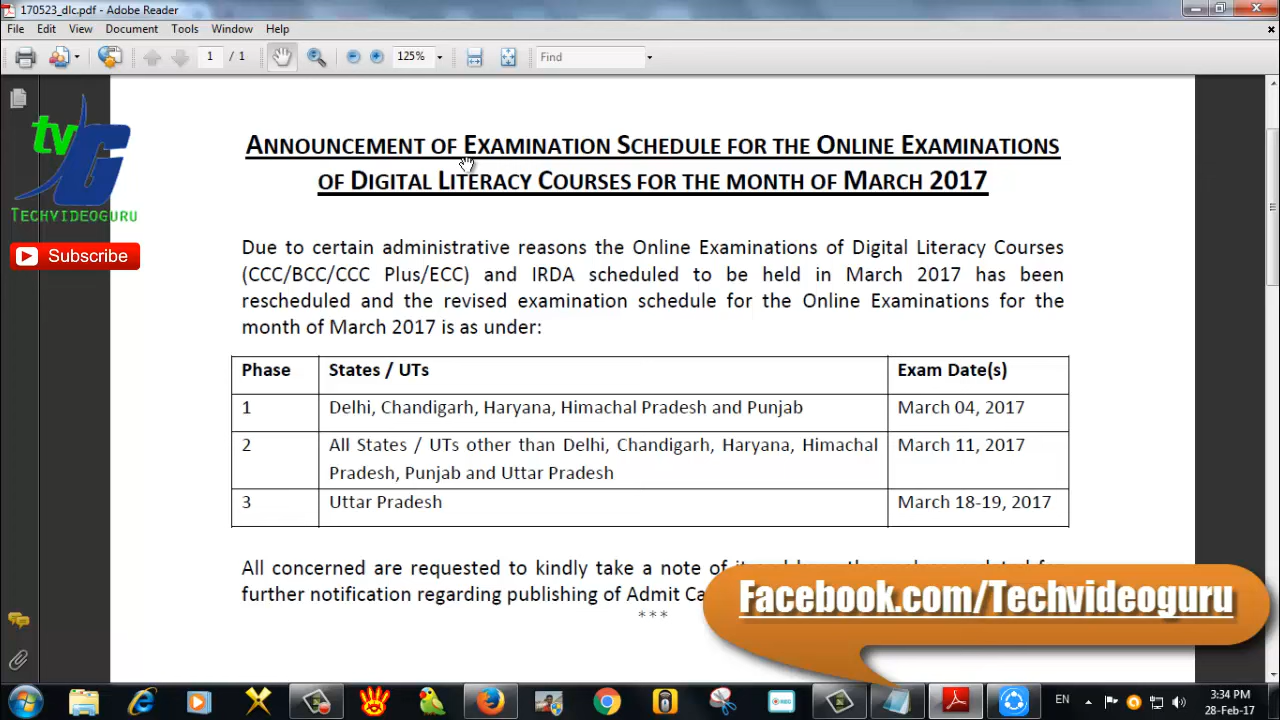 170523_dlc.pdf - Adobe Reader
File Edit View Document Tools Window Help
1 / 1 125% Find
tvG
TECHVIDEOGURU
Subscribe
ANNOUNCEMENT OF EXAMINATION SCHEDULE FOR THE ONLINE EXAMINATIONS
OF DIGITAL LITERACY COURSES FOR THE MONTH OF MARCH 2017
Due to certain administrative reasons the Online Examinations of Digital Literacy Courses
(CCC/BCC/CCC Plus/ECC) and IRDA scheduled to be held in March 2017 has been
rescheduled and the revised examination schedule for the Online Examinations for the
month of March 2017 is as under:
Phase States / UTs Exam Date(s)
1 Delhi, Chandigarh, Haryana, Himachal Pradesh and Punjab March 04, 2017
2 All States / UTs other than Delhi, Chandigarh, Haryana, Himachal March 11, 2017
Pradesh, Punjab and Uttar Pradesh
3 Uttar Pradesh March 18-19, 2017
All concerned are requested to kindly take a note of
further notification regarding publishing of Admit
***
Facebook.com/Techvideoguru
REC
EN
3:34 PM
28-Feb-17